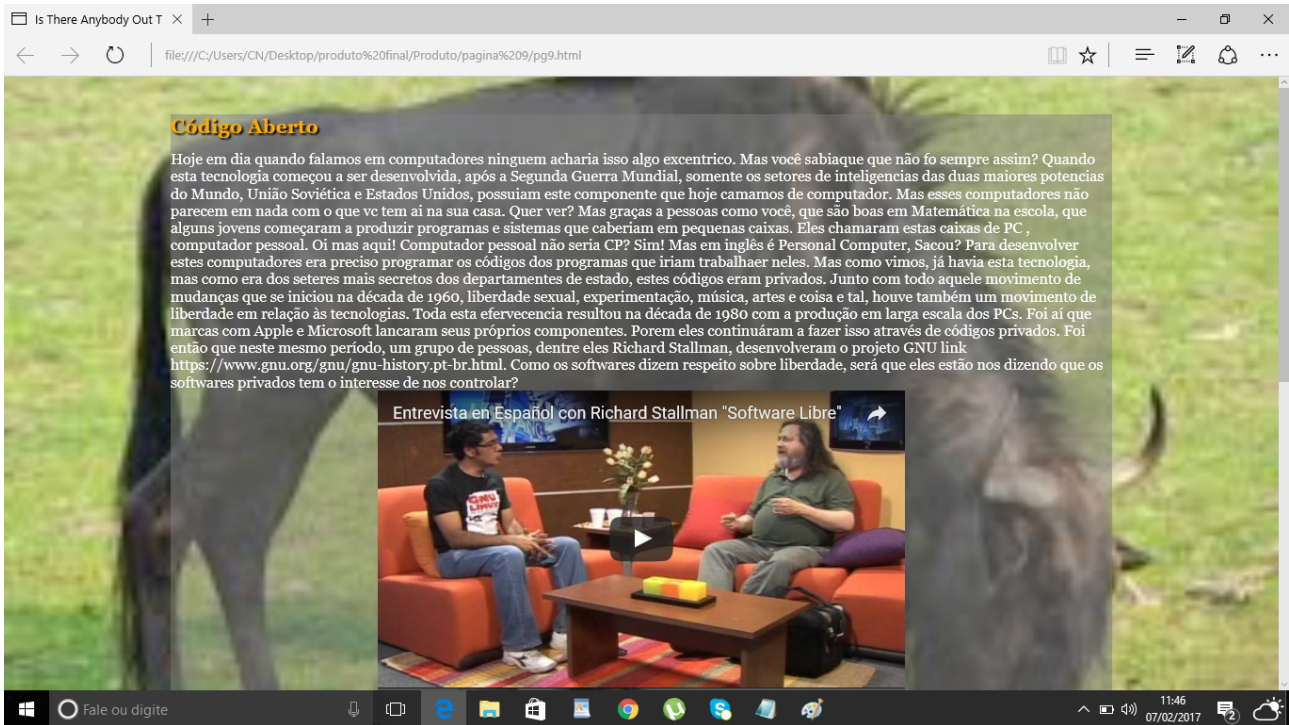 Is There Anybody Out T
file:///C:/Users/CN/Desktop/produto%20final/Produto/pagina%209/pg9.html
Código Aberto
Hoje em dia quando falamos em computadores ninguem acharia isso algo excentrico. Mas você sabiaque que não fo sempre assim? Quando
esta tecnologia começou a ser desenvolvida, após a Segunda Guerra Mundial, somente os setores de inteligencias das duas maiores potencias
do Mundo, União Soviética e Estados Unidos, possuiam este componente que hoje camamos de computador. Mas esses computadores não
parecem em nada com o que vc tem ai na sua casa. Quer ver? Mas graças a pessoas como você, que são boas em Matemática na escola, que
alguns jovens começaram a produzir programas e sistemas que caberiam em pequenas caixas. Eles chamaram estas caixas de PC ,
computador pessoal. Oi mas aqui! Computador pessoal não seria CP? Sim! Mas em inglês é Personal Computer, Sacou? Para desenvolver
estes computadores era preciso programar os códigos dos programas que iriam trabalhaer neles. Mas como vimos, já havia esta tecnologia,
mas como era dos seteres mais secretos dos departamentes de estado, estes códigos eram privados. Junto com todo aquele movimento de
mudanças que se iniciou na década de 1960, liberdade sexual, experimentação, música, artes e coisa e tal, houve também um movimento de
liberdade em relação às tecnologias. Toda esta efervecencia resultou na década de 1980 com a produção em larga escala dos PCs. Foi aí que
marcas com Apple e Microsoft lancaram seus próprios componentes. Porem eles continuáram a fazer isso através de códigos privados. Foi
então que neste mesmo período, um grupo de pessoas, dentre eles Richard Stallman, desenvolveram o projeto GNU link
https://www.gnu.org/gnu/gnu-history.pt-br.html. Como os softwares dizem respeito sobre liberdade, será que eles estão nos dizendo que os
softwares privados tem o interesse de nos controlar?
Entrevista en Español con Richard Stallman "Software Libre"
GNU
LINUX
Fale ou digite
11:46
07/02/2017
2